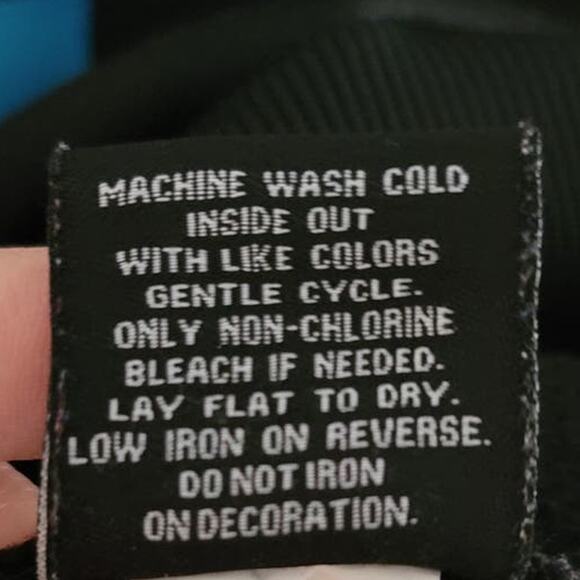 MACHINE WASH COLD
INSIDE OUT
WITH LIKE COLORS
GENTLE CYCLE.
ONLY NON-CHLORINE
BLEACH IF NEEDED.
LAY FLAT TO DRY.
LOW IRON ON REVERSE.
DO NOT IRON
ON DECORATION.